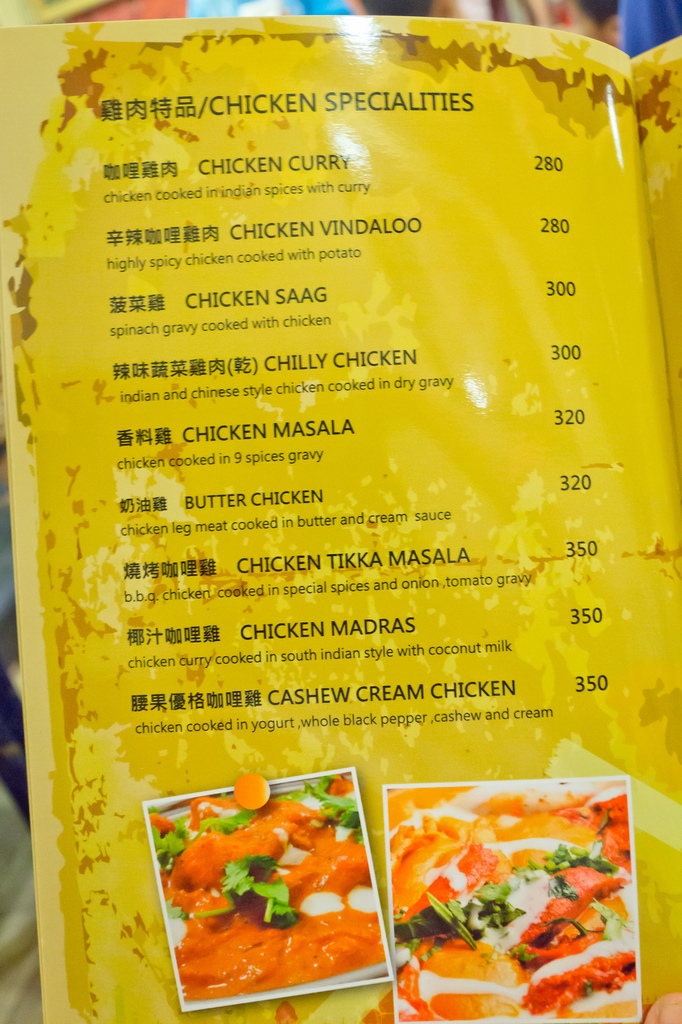 雞肉特品/CHICKEN SPECIALITIES
咖哩雞肉 CHICKEN CURRY 280
chicken cooked in indian spices with curry
辛辣咖哩雞肉 CHICKEN VINDALOO 280
highly spicy chicken cooked with potato
菠菜雞 CHICKEN SAAG 300
spinach gravy cooked with chicken
辣味蔬菜雞肉(乾) CHILLY CHICKEN 300
indian and chinese style chicken cooked in dry gravy
香料雞 CHICKEN MASALA 320
chicken cooked in 9 spices gravy
奶油雞 BUTTER CHICKEN 320
chicken leg meat cooked in butter and cream sauce
燒烤咖哩雞 CHICKEN TIKKA MASALA 350
b.b.q. chicken cooked in special spices and onion ,tomato gravy
椰汁咖哩雞 CHICKEN MADRAS 350
chicken curry cooked in south indian style with coconut milk
腰果優格咖哩雞 CASHEW CREAM CHICKEN 350
chicken cooked in yogurt ,whole black pepper ,cashew and cream